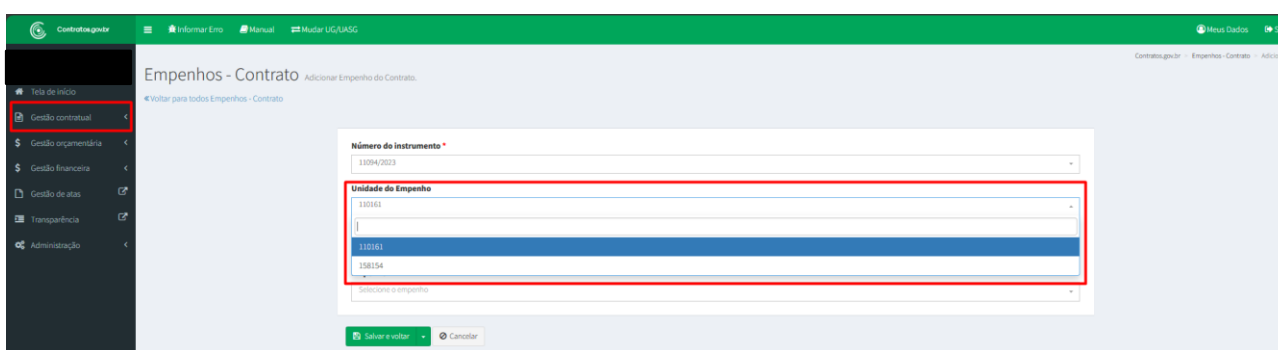 Contratos.gov.br
Informar Erro Manual Mudar UG/UASG
Meus Dados
Contratos.gov.br Empenhos - Contrato
Empenhos - Contrato Adicionar Empenho do Contrato.
Voltar para todos Empenhos - Contrato
Tela de início
Gestão contratual
Gestão orçamentária
Gestão financeira
Gestão de atas
Transparência
Administração
Número do instrumento *
11094/2023
Unidade do Empenho
110161
110161
158154
Selecione o empenho
Salvar e voltar Cancelar